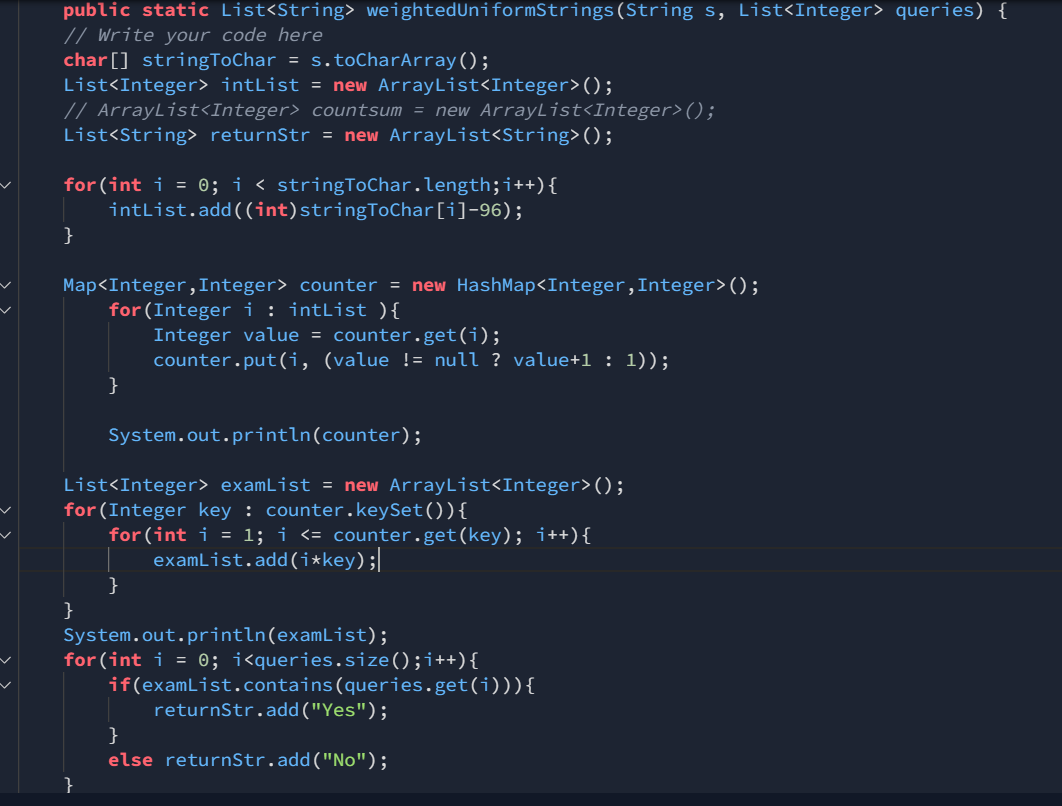 public static List<String> weightedUniformStrings(String s, List<Integer> queries) {
// Write your code here
char[] stringToChar = s.toCharArray();
List<Integer> intList = new ArrayList<Integer>();
// ArrayList<Integer> countsum = new ArrayList<Integer>();
List<String> returnStr = new ArrayList<String>();
for(int i = 0; i < stringToChar.length;i++){
intList.add((int)stringToChar[i]-96);
}
Map<Integer,Integer> counter = new HashMap<Integer,Integer>();
for(Integer i : intList ){
Integer value = counter.get(i);
counter.put(i, (value != null ? value+1 : 1));
}
System.out.println(counter);
List<Integer> examList = new ArrayList<Integer>();
for(Integer key : counter.keySet()){
for(int i = 1; i <= counter.get(key); i++){
examList.add(i*key);
}
}
System.out.println(examList);
for(int i = 0; i<queries.size();i++){
if(examList.contains(queries.get(i))){
returnStr.add("Yes");
}
else returnStr.add("No");
}